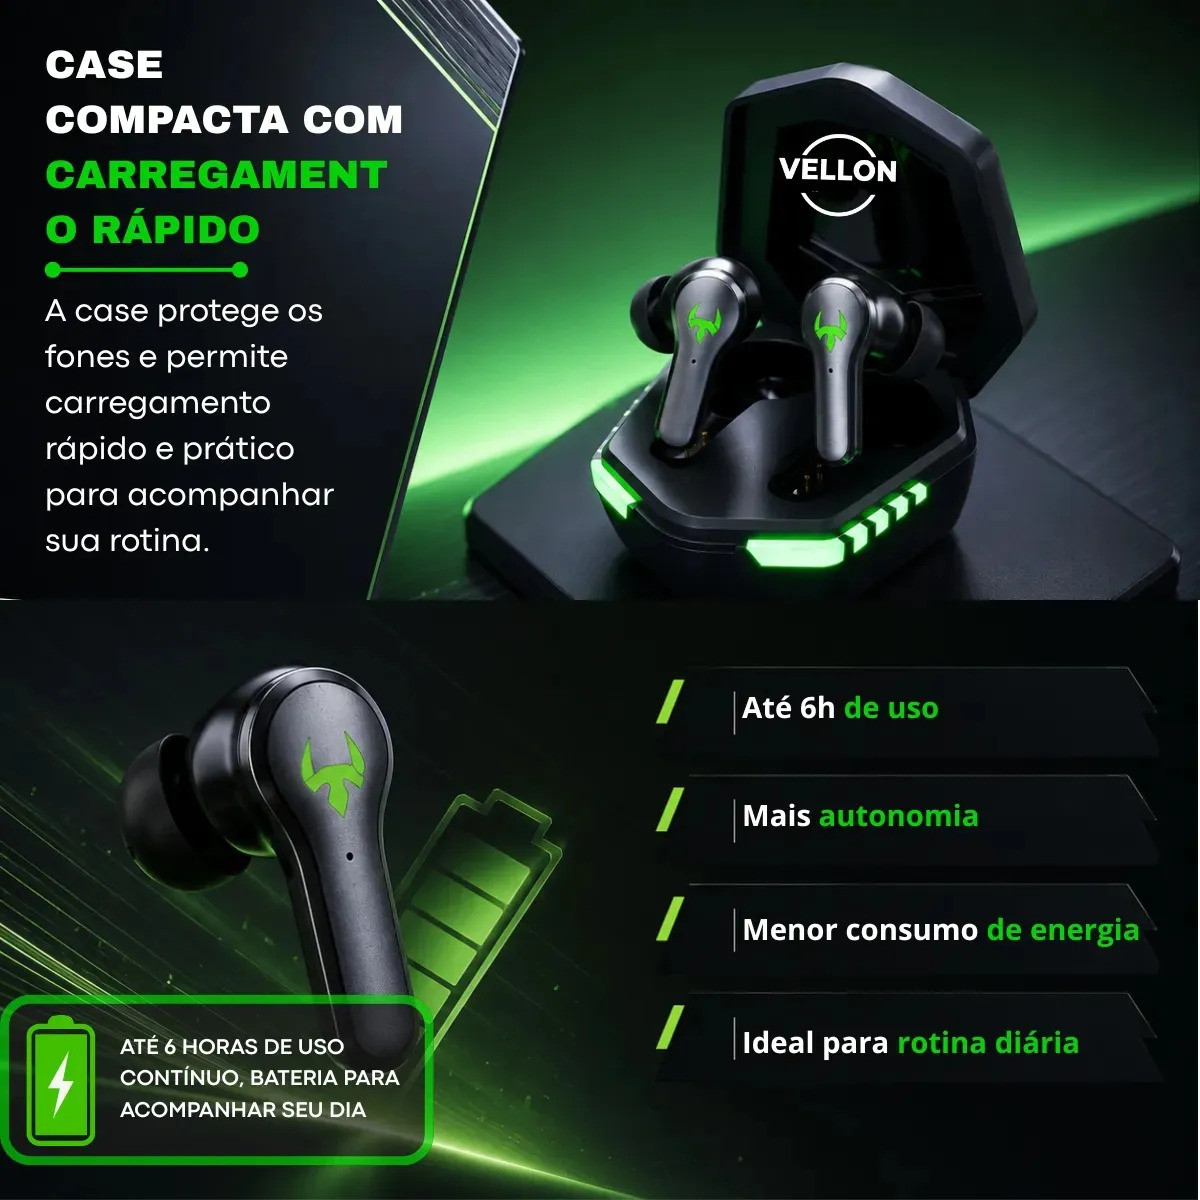 CASE
COMPACTA COM
CARREGAMENT
O RÁPIDO
A case protege os
fones e permite
carregamento
rápido e prático
para acompanhar
sua rotina.
VELLON
Até 6h de uso
Mais autonomia
Menor consumo de energia
Ideal para rotina diária
ATÉ 6 HORAS DE USO
CONTÍNUO, BATERIA PARA
ACOMPANHAR SEU DIA